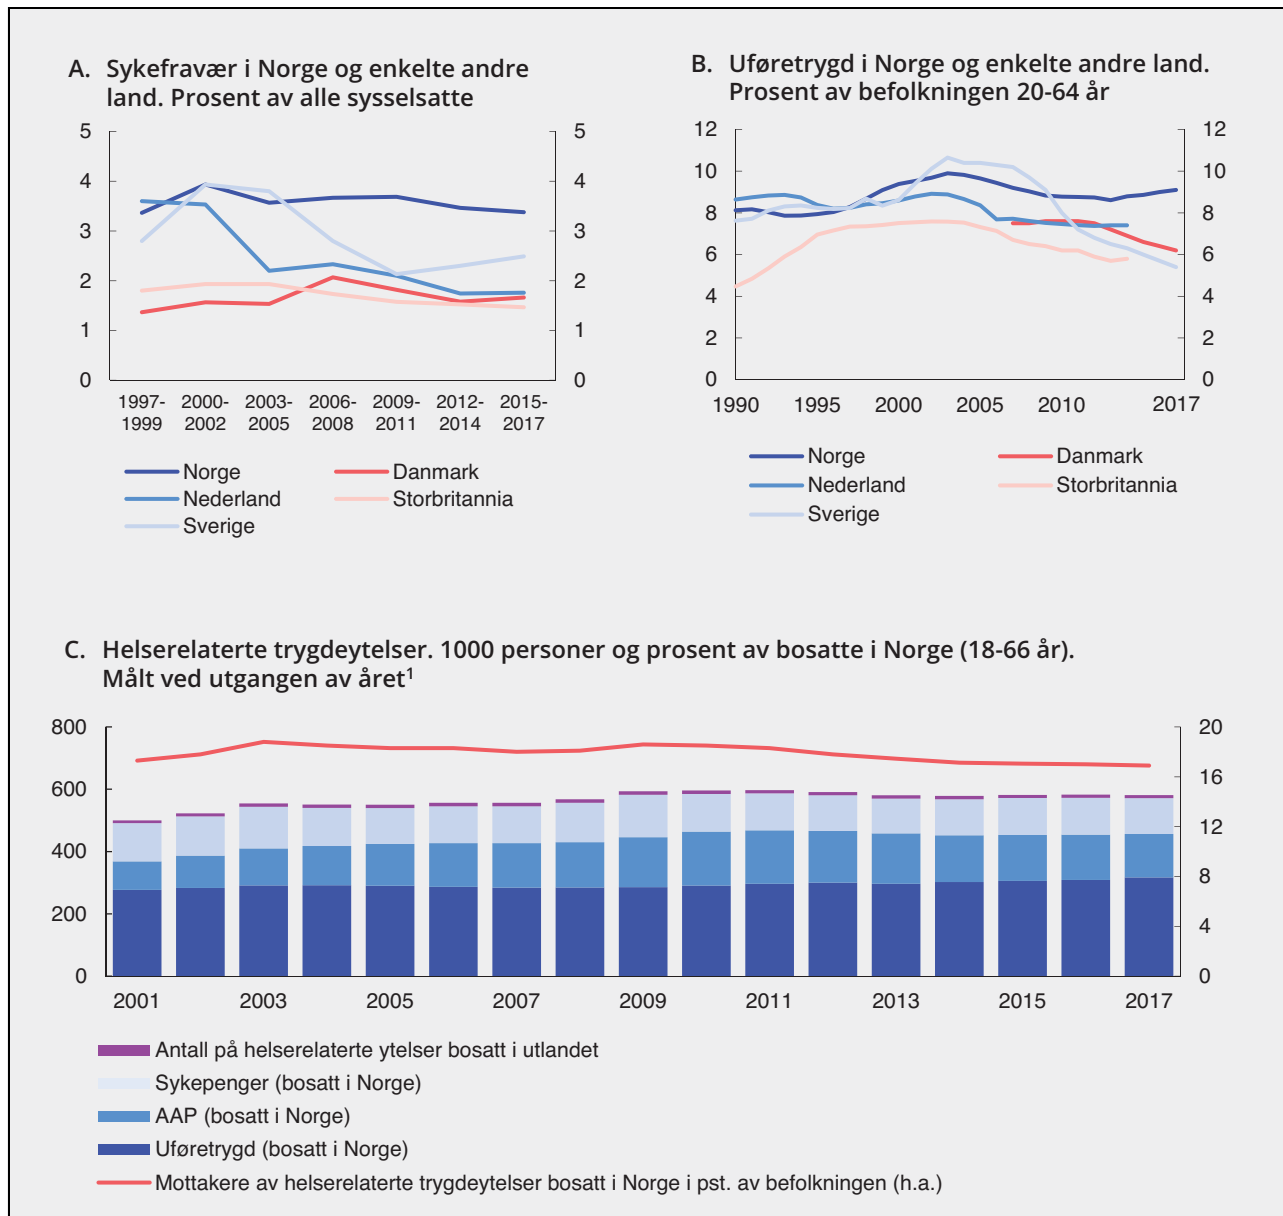 A. Sykefravær i Norge og enkelte andre
land. Prosent av alle sysselsatte
5 5
4 4
3 3
2 2
1 1
0 0
1997- 2000- 2003- 2006- 2009- 2012- 2015-
1999 2002 2005 2008 2011 2014 2017
Norge Danmark
Nederland Storbritannia
Sverige
B. Uføretrygd i Norge og enkelte andre land.
Prosent av befolkningen 20-64 år
12 12
10 10
8 8
6 6
4 4
2 2
0 0
1990 1995 2000 2005 2010 2017
Norge Danmark
Nederland Storbritannia
Sverige
C. Helserelaterte trygdeytelser. 1000 personer og prosent av bosatte i Norge (18-66 år).
Målt ved utgangen av året¹
800 20
16
600
12
400
8
200
4
0 0
2001 2003 2005 2007 2009 2011 2013 2015 2017
Antall på helserelaterte ytelser bosatt i utlandet
Sykepenger (bosatt i Norge)
AAP (bosatt i Norge)
Uføretrygd (bosatt i Norge)
Mottakere av helserelaterte trygdeytelser bosatt i Norge i pst. av befolkningen (h.a.)